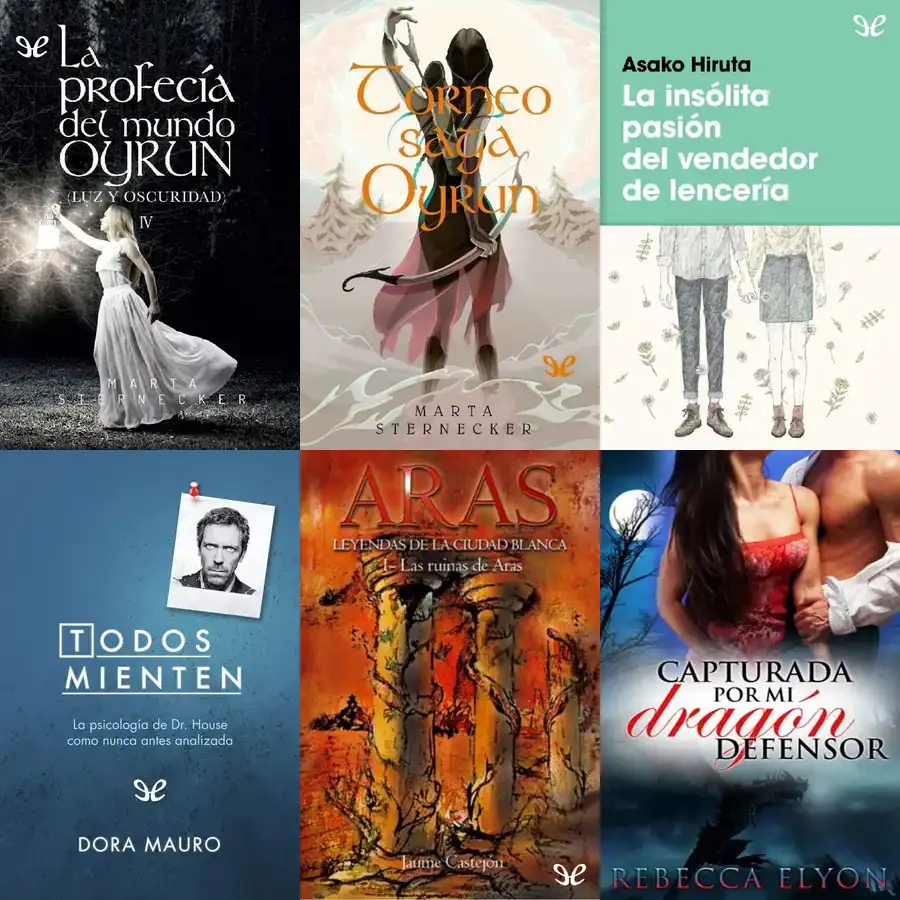 La
profecía
del mundo
OYRUN
(LUZ Y OSCURIDAD)
IV
MARTA
STERNECKER
Torneo
saga
Oyrun
MARTA
STERNECKER
Asako Hiruta
La insólita
pasión
del vendedor
de lencería
TODOS
MIENTEN
La psicología de Dr. House
como nunca antes analizada
DORA MAURO
ARAS
LEYENDAS DE LA CIUDAD BLANCA
I- Las ruinas de Aras
Jaume Castejón
CAPTURADA
POR MI
dragón
DEFENSOR
REBECCA ELYON